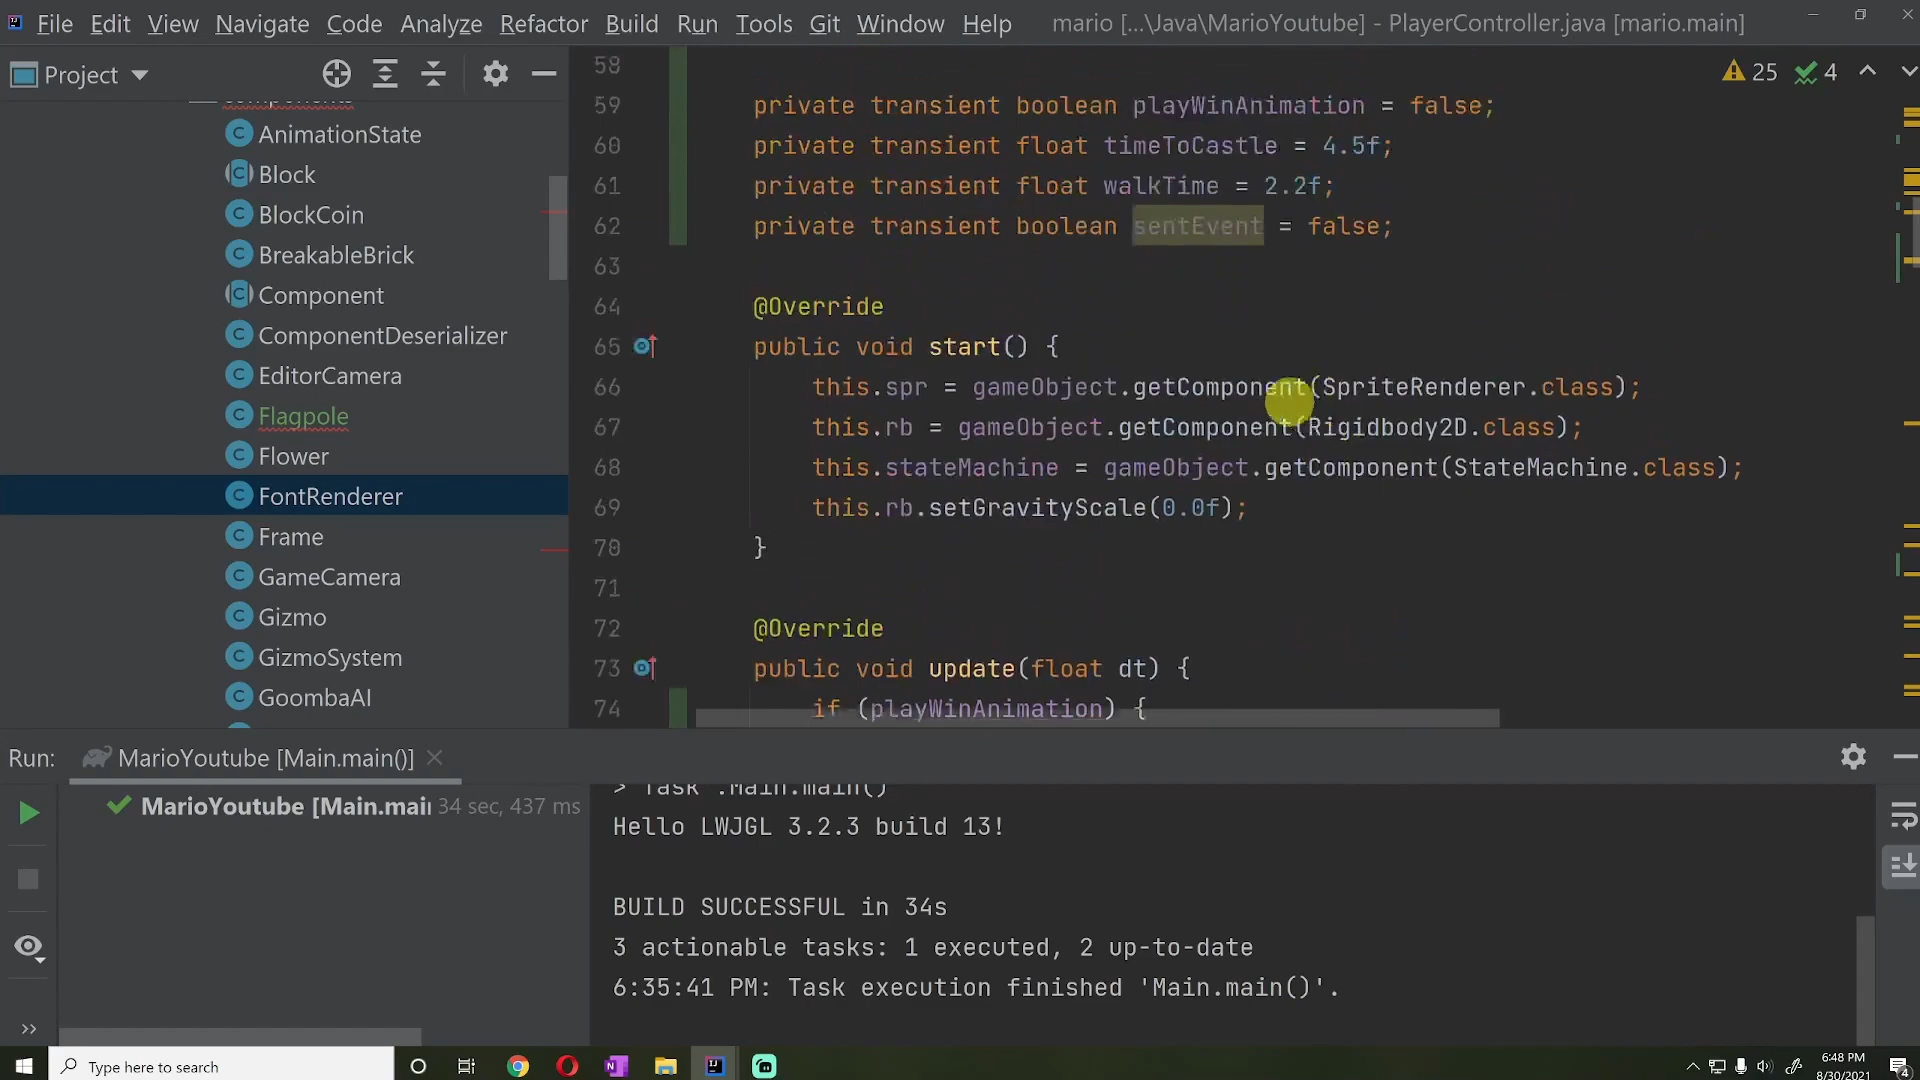 File Edit View Navigate Code Analyze Refactor Build Run Tools Git Window Help mario [...\Java\MarioYoutube] - PlayerController.java [mario.main]
Project
25 4
components
AnimationState
Block
BlockCoin
BreakableBrick
Component
ComponentDeserializer
EditorCamera
Flagpole
Flower
FontRenderer
Frame
GameCamera
Gizmo
GizmoSystem
GoombaAI
58
59 private transient boolean playWinAnimation = false;
60 private transient float timeToCastle = 4.5f;
61 private transient float walkTime = 2.2f;
62 private transient boolean sentEvent = false;
63
64 @Override
65 public void start() {
66 this.spr = gameObject.getComponent(SpriteRenderer.class);
67 this.rb = gameObject.getComponent(Rigidbody2D.class);
68 this.stateMachine = gameObject.getComponent(StateMachine.class);
69 this.rb.setGravityScale(0.0f);
70 }
71
72 @Override
73 public void update(float dt) {
74 if (playWinAnimation) {
Run: MarioYoutube [Main.main()]
MarioYoutube [Main.mai 34 sec, 437 ms
> Task :Main.main()
Hello LWJGL 3.2.3 build 13!
BUILD SUCCESSFUL in 34s
3 actionable tasks: 1 executed, 2 up-to-date
6:35:41 PM: Task execution finished 'Main.main()'.
Type here to search
6:48 PM
8/30/2021
4